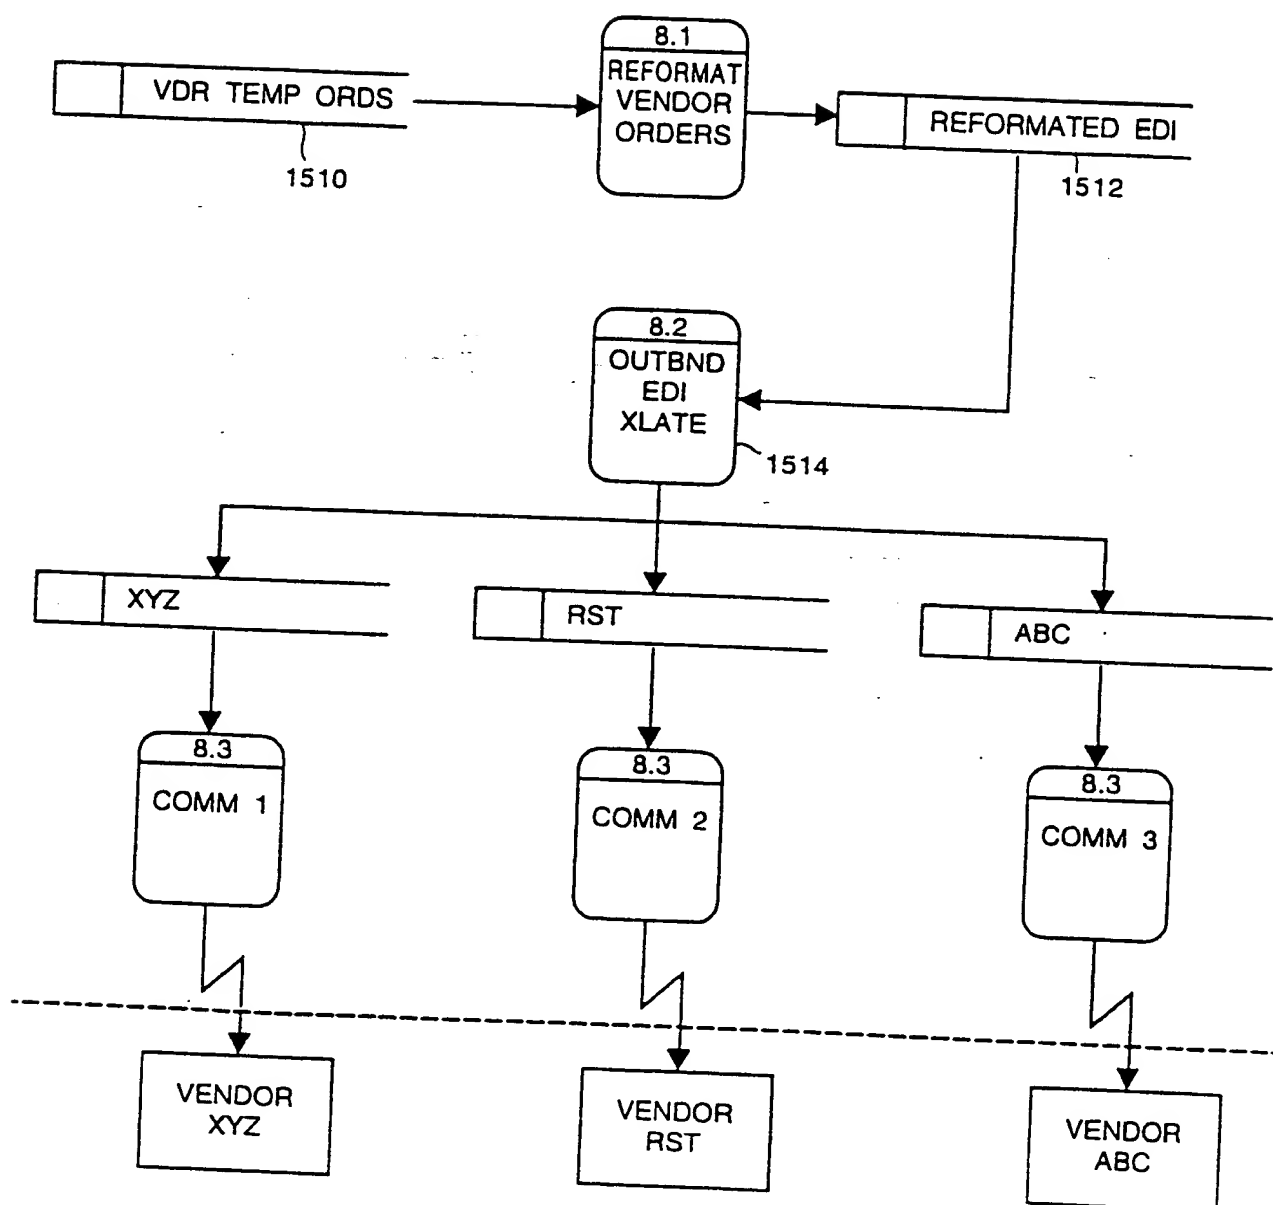 8.1
REFORMAT
VENDOR
ORDERS
VDR TEMP ORDS
1510
REFORMATED EDI
1512
8.2
OUTBND
EDI
XLATE
1514
XYZ
RST
ABC
8.3
COMM 1
8.3
COMM 2
8.3
COMM 3
VENDOR
XYZ
VENDOR
RST
VENDOR
ABC